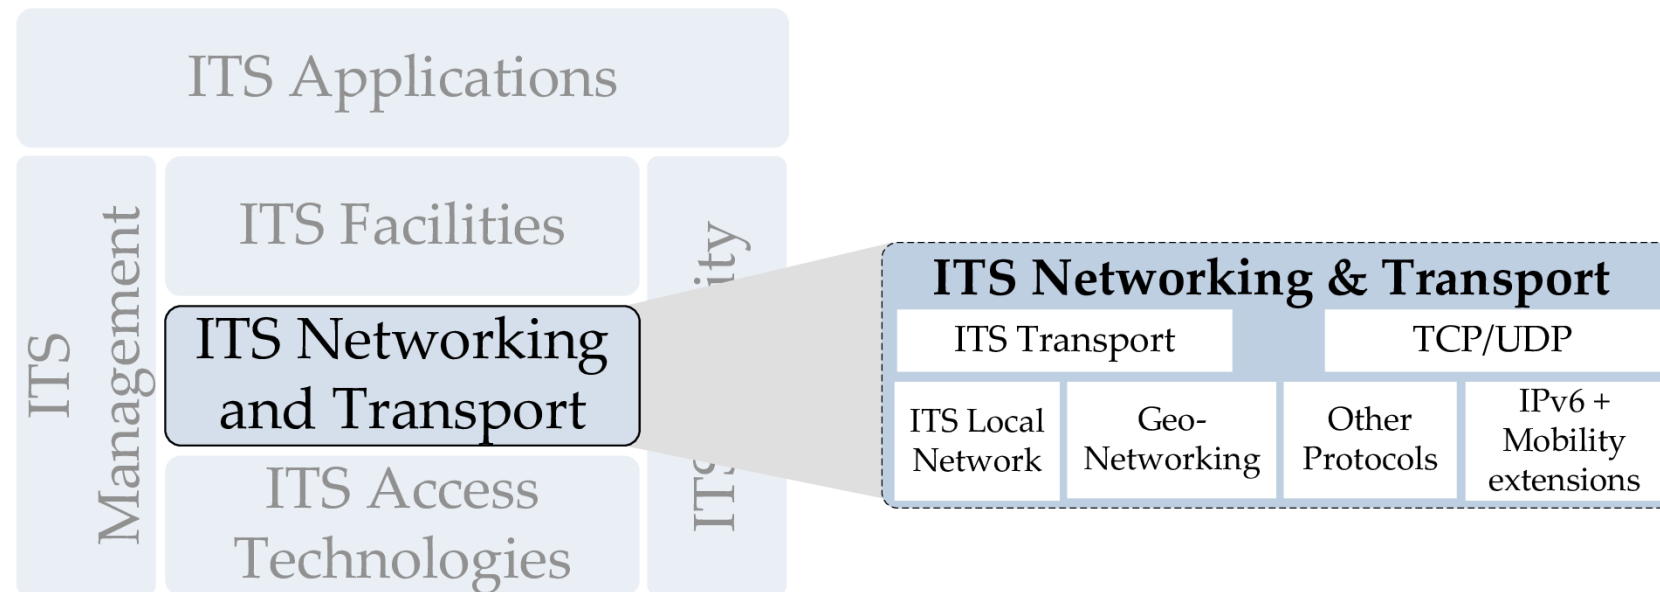 ITS Applications
ITS
Management
ITS Facilities
ITS Networking
and Transport
ITS Access
Technologies
ITS
ITS Networking & Transport
ITS Transport
TCP/UDP
ITS Local
Network
Geo-
Networking
Other
Protocols
IPv6 +
Mobility
extensions